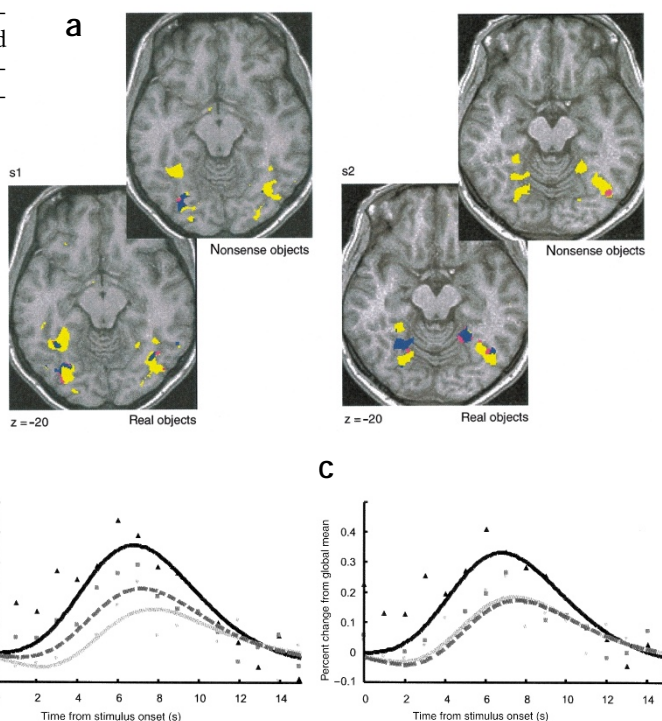 d
a
s1
s2
Nonsense objects
Nonsense objects
z = -20
Real objects
z = -20
Real objects
c
Percent change from global mean
0.4
0.3
0.2
0.1
0
-0.1
2 4 6 8 10 12 14
0 2 4 6 8 10 12 14
Time from stimulus onset (s)
Time from stimulus onset (s)